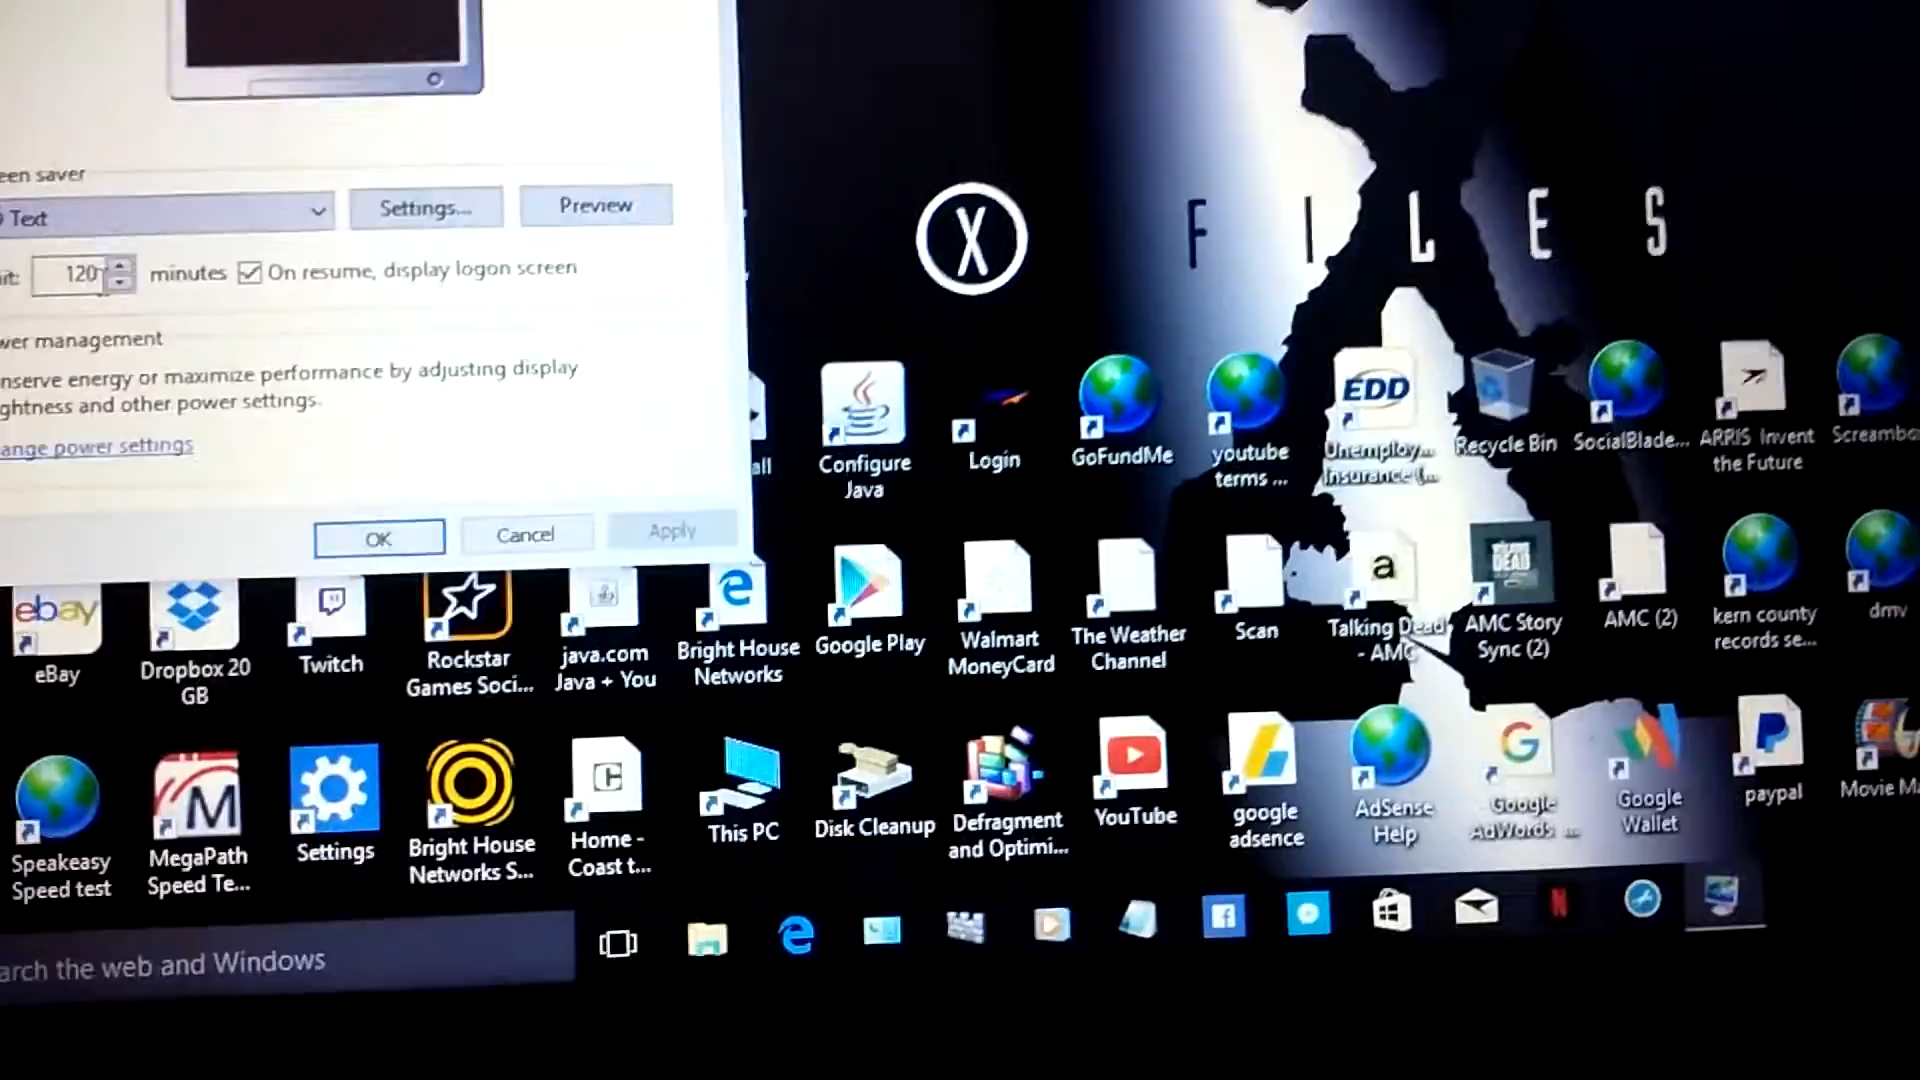 een saver
Text
Settings...
Preview
it:
120
minutes
On resume, display logon screen
wer management
nserve energy or maximize performance by adjusting display
ghtness and other power settings.
ange power settings
OK
Cancel
Apply
X
F I L E S
all
Configure
Java
Login
GoFundMe
youtube
terms ...
EDD
Unemploy...
Insurance (...
Recycle Bin
SocialBlade...
ARRIS Invent
the Future
Screambo
ebay
eBay
Dropbox 20
GB
Twitch
Rockstar
Games Soci...
java.com
Java + You
Bright House
Networks
Google Play
Walmart
MoneyCard
The Weather
Channel
Scan
a
Talking Dead
- AMC
DEAD
AMC Story
Sync (2)
AMC (2)
kern county
records se...
dmv
Speakeasy
Speed test
M
MegaPath
Speed Te...
Settings
Bright House
Networks S...
C
Home -
Coast t...
This PC
Disk Cleanup
Defragment
and Optimi...
YouTube
google
adsence
AdSense
Help
G
Google
AdWords ...
Google
Wallet
P
paypal
Movie M
arch the web and Windows
e
f
N